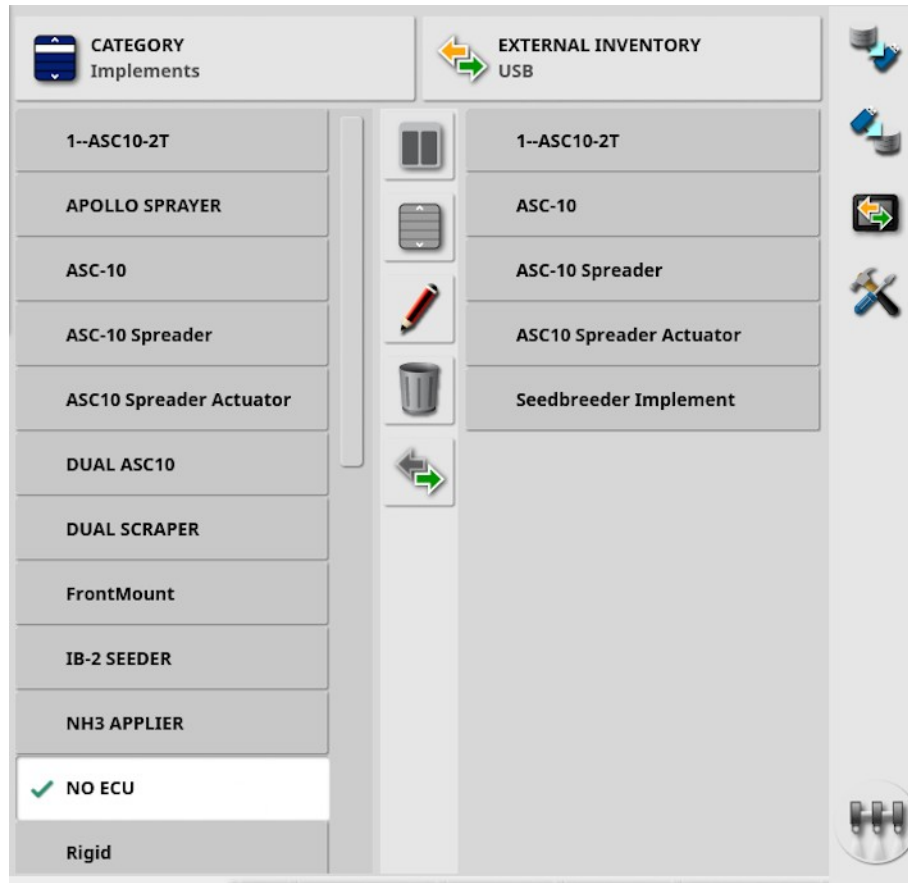 CATEGORY
Implements
EXTERNAL INVENTORY
USB
1--ASC10-2T
APOLLO SPRAYER
ASC-10
ASC-10 Spreader
ASC10 Spreader Actuator
DUAL ASC10
DUAL SCRAPER
FrontMount
IB-2 SEEDER
NH3 APPLIER
NO ECU
Rigid
1--ASC10-2T
ASC-10
ASC-10 Spreader
ASC10 Spreader Actuator
Seedbreeder Implement